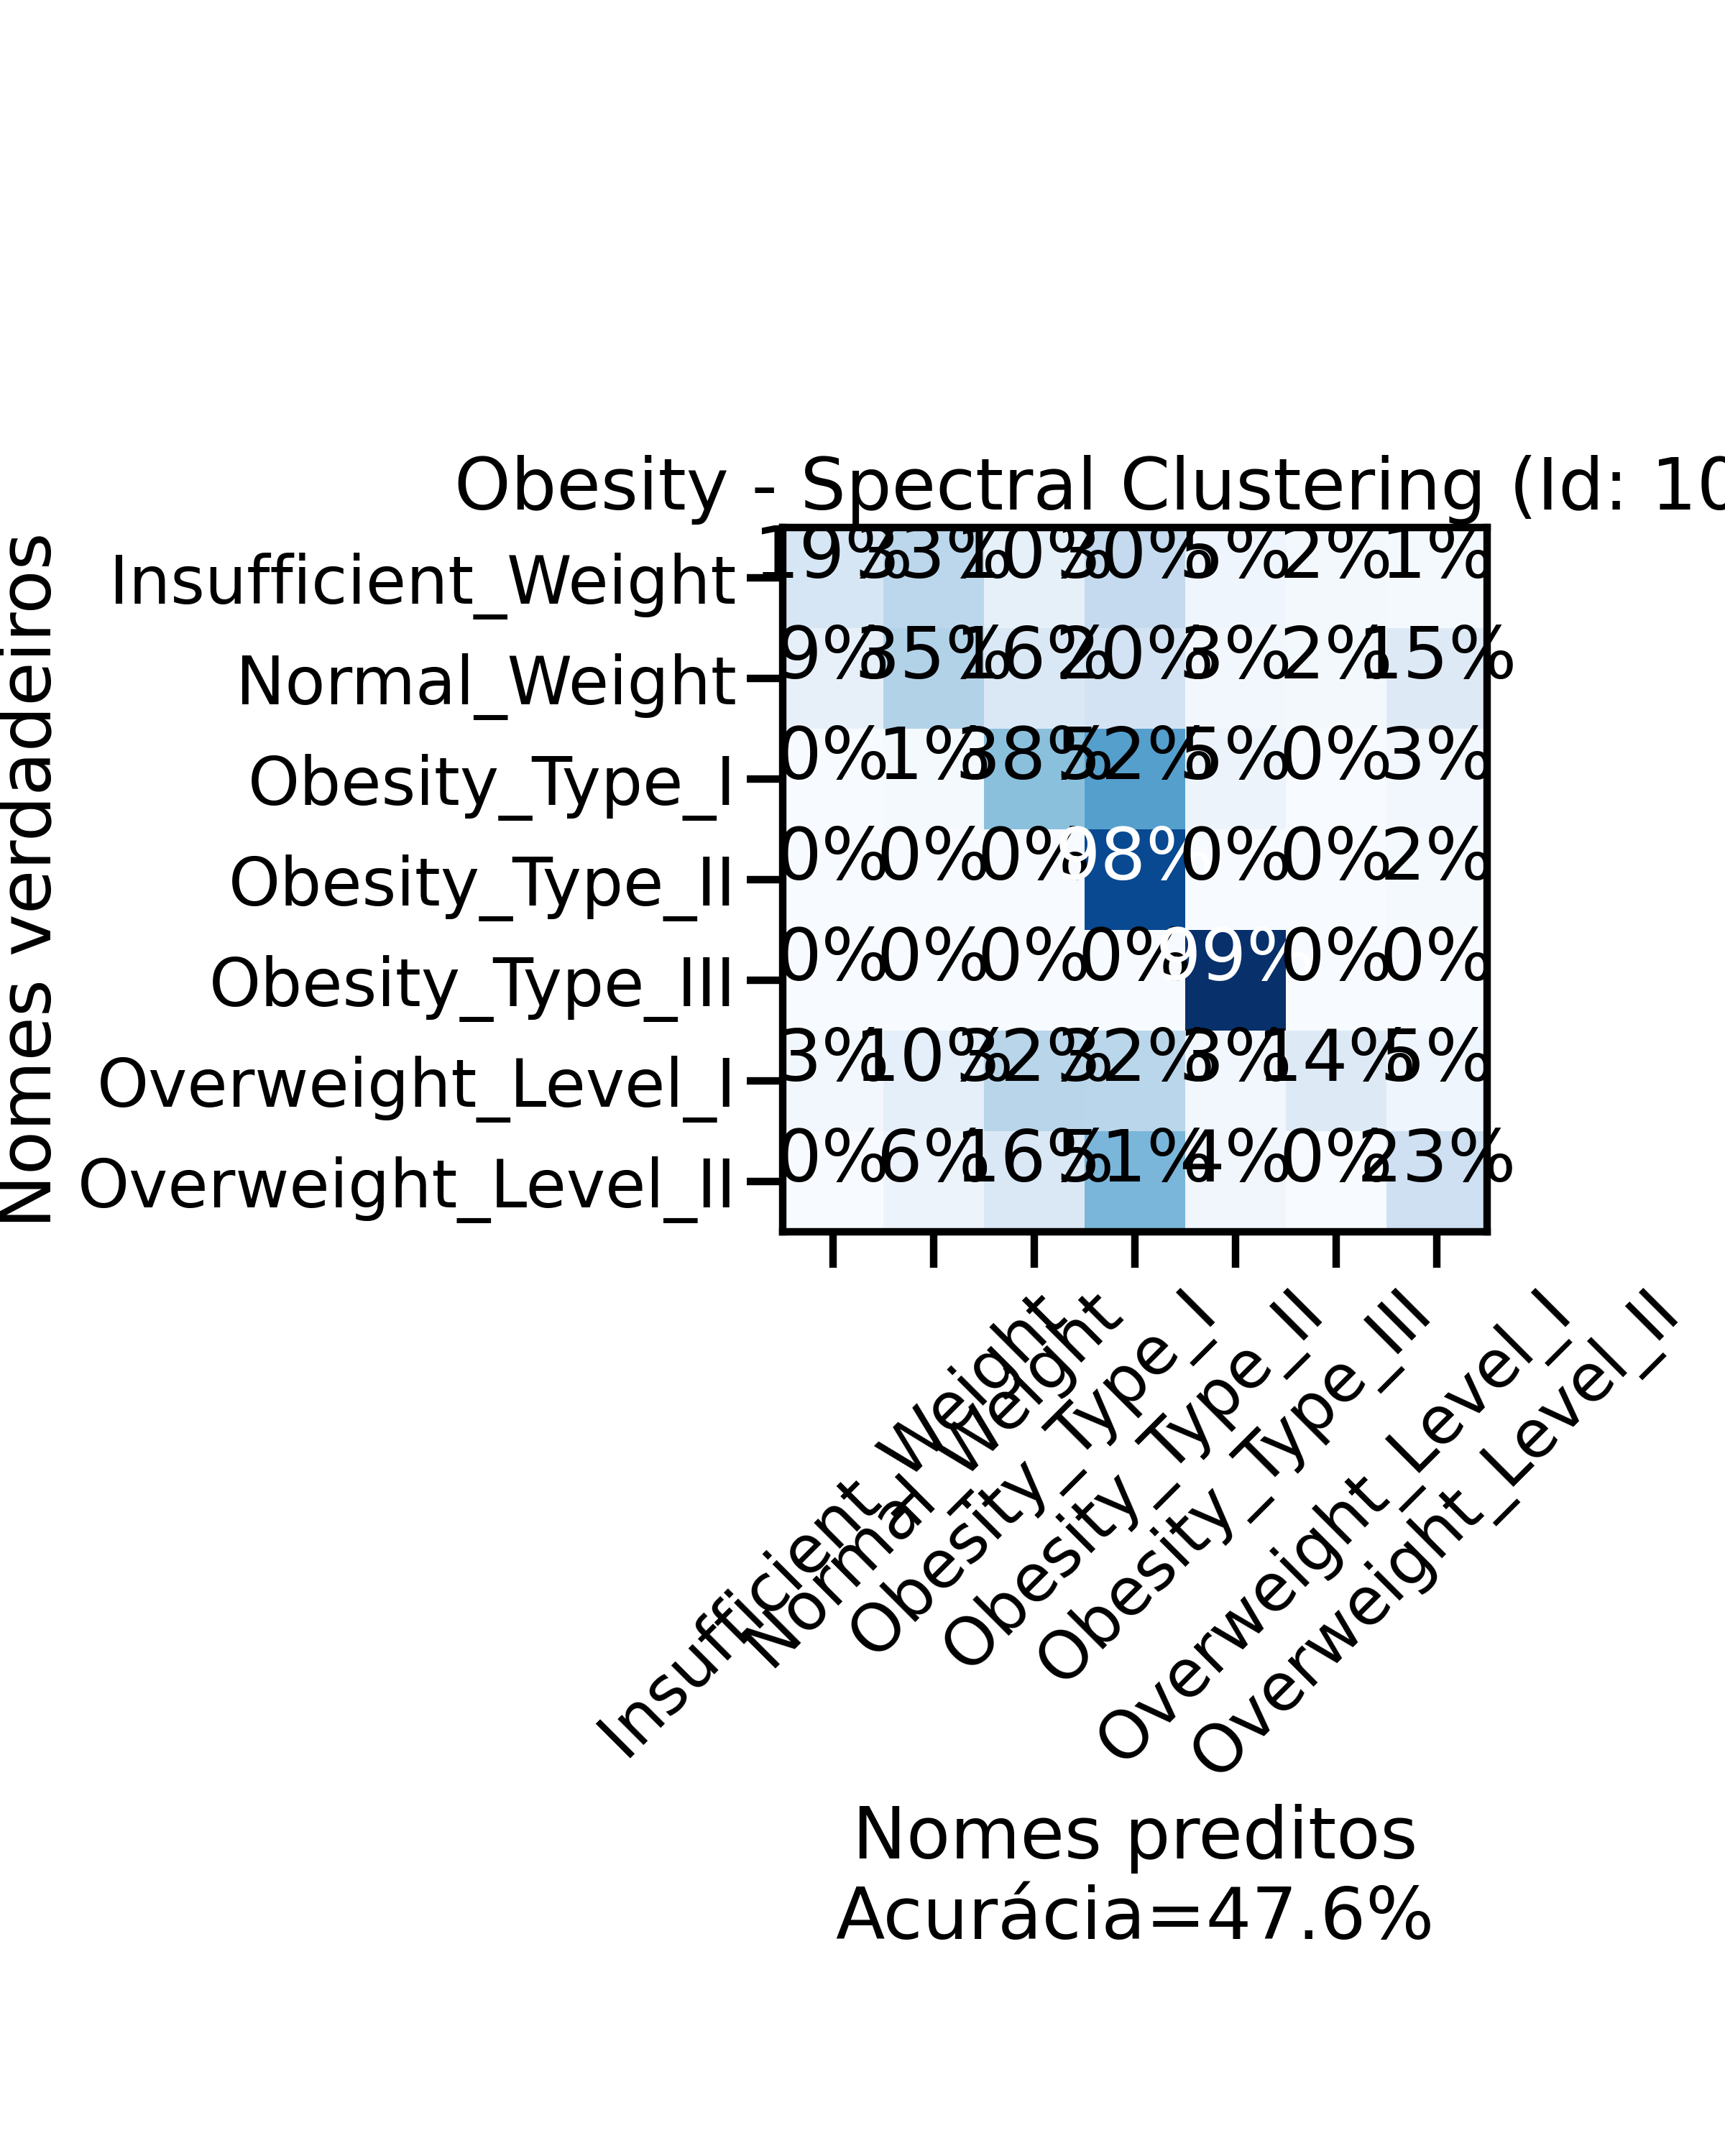 Obesity - Spectral Clustering (Id: 10
Nomes verdadeiros
Insufficient_Weight 19% 33% 10% 30% 5% 2% 1%
Normal_Weight 9% 35% 16% 20% 3% 2% 15%
Obesity_Type_I 0% 1% 38% 52% 5% 0% 3%
Obesity_Type_II 0% 0% 0% 98% 0% 0% 2%
Obesity_Type_III 0% 0% 0% 0% 99% 0% 0%
Overweight_Level_I 3% 10% 32% 32% 3% 14% 5%
Overweight_Level_II 0% 6% 16% 51% 4% 0% 23%
Insufficient_Weight
Normal_Weight
Obesity_Type_I
Obesity_Type_II
Obesity_Type_III
Overweight_Level_I
Overweight_Level_II
Nomes preditos
Acurácia=47.6%